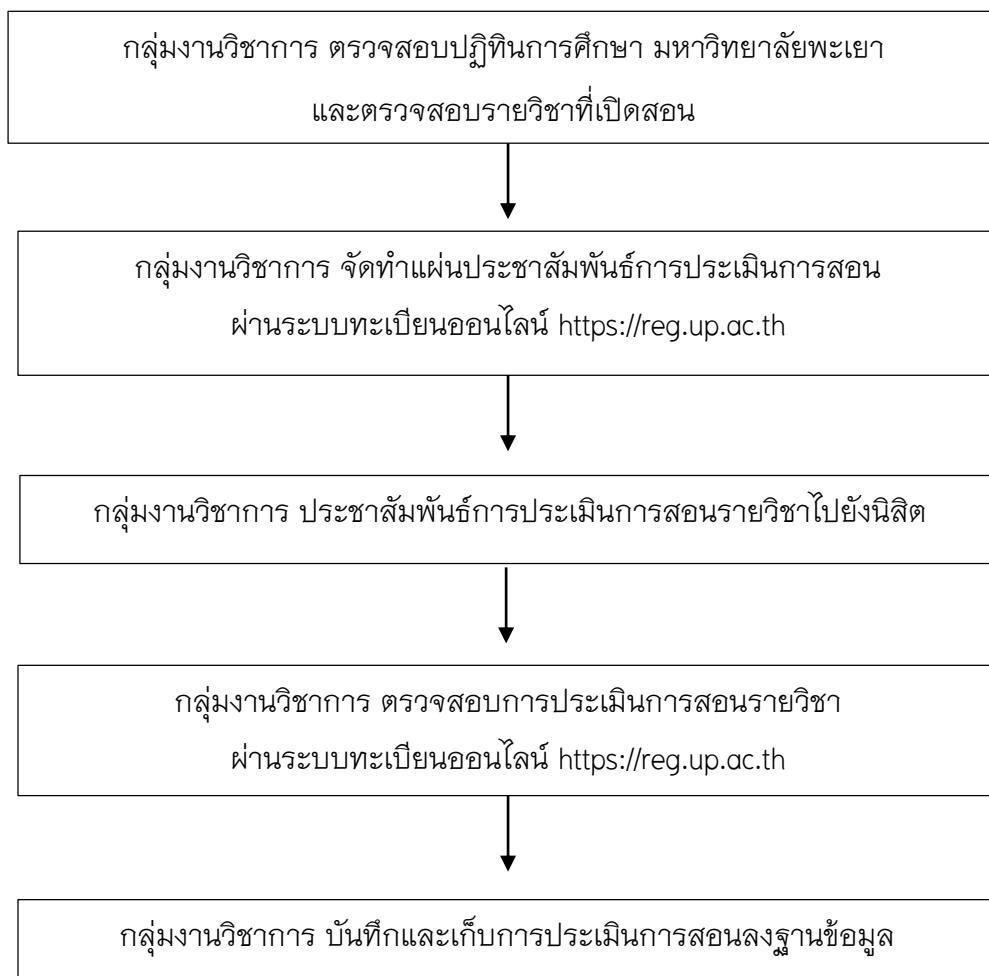 กลุ่มงานวิชาการ ตรวจสอบปฏิทินการศึกษา มหาวิทยาลัยพะเยา
และตรวจสอบรายวิชาที่เปิดสอน
กลุ่มงานวิชาการ จัดทำแผ่นประชาสัมพันธ์การประเมินการสอน
ผ่านระบบทะเบียนออนไลน์ https://reg.up.ac.th
กลุ่มงานวิชาการ ประชาสัมพันธ์การประเมินการสอนรายวิชาไปยังนิสิต
กลุ่มงานวิชาการ ตรวจสอบการประเมินการสอนรายวิชา
ผ่านระบบทะเบียนออนไลน์ https://reg.up.ac.th
กลุ่มงานวิชาการ บันทึกและเก็บการประเมินการสอนลงฐานข้อมูล